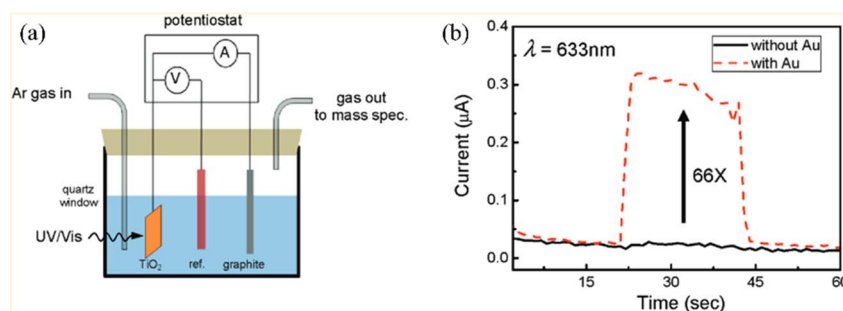 (a)
potentiostat
A
V
Ar gas in
gas out
to mass spec.
quartz
window
UV/Vis
TiO₂
ref.
graphite
(b)
λ = 633nm
without Au
with Au
66X
Current (μA)
0.4
0.3
0.2
0.1
0.0
15
30
45
60
Time (sec)